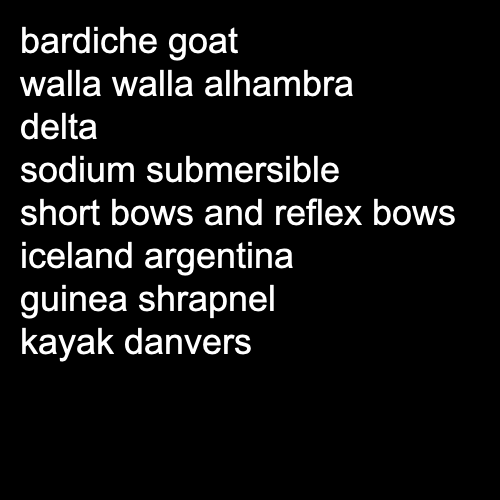 bardiche goat
walla walla alhambra
delta
sodium submersible
short bows and reflex bows
iceland argentina
guinea shrapnel
kayak danvers